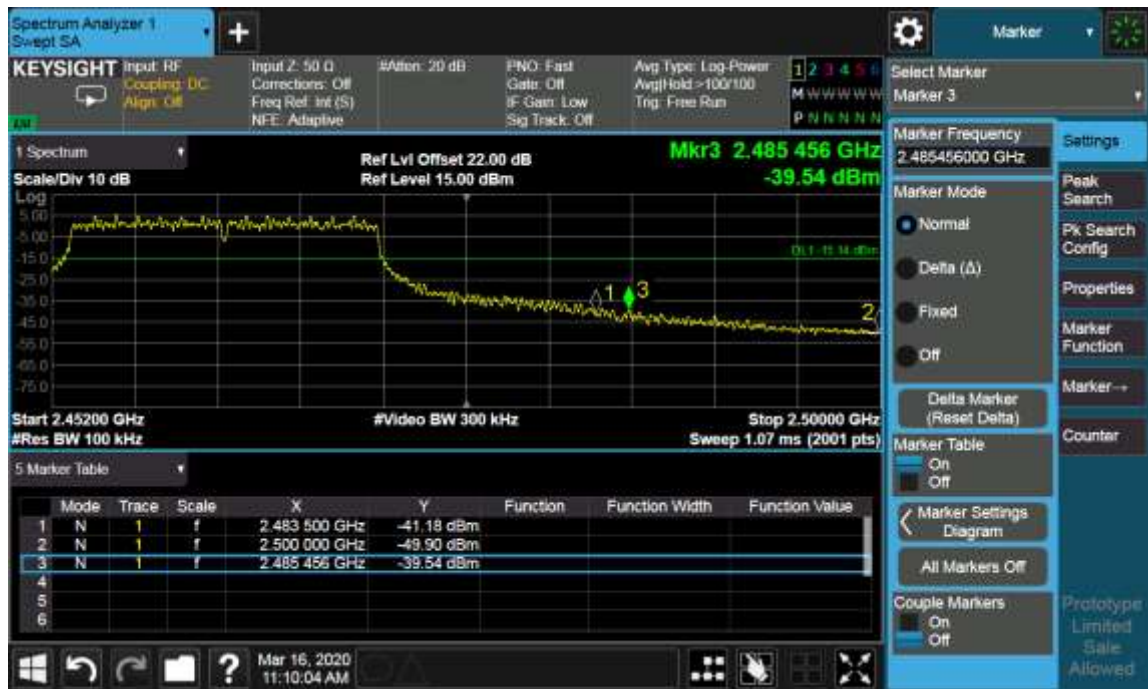 Spectrum Analyzer 1
Swept SA
+
Marker
KEYSIGHT Input: RF
Coupling: DC
Align: Off
Input Z: 50 Ω
Corrections: Off
Freq Ref: Int (S)
NFE: Adaptive
#Atten: 20 dB
PNO: Fast
Gate: Off
IF Gain: Low
Sig Track: Off
Avg Type: Log-Power
Avg|Hold: >100/100
Trig: Free Run
1 2 3 4 5 6
M W W W W W
P N N N N N
Select Marker
Marker 3
1 Spectrum
Scale/Div 10 dB
Ref Lvl Offset 22.00 dB
Ref Level 15.00 dBm
Mkr3 2.485 456 GHz
-39.54 dBm
Log
5.00
-5.00
-15.0
-25.0
-35.0
-45.0
-55.0
-65.0
-75.0
1
3
2
Start 2.45200 GHz
#Res BW 100 kHz
#Video BW 300 kHz
Stop 2.50000 GHz
Sweep 1.07 ms (2001 pts)
5 Marker Table
Mode Trace Scale X Y Function Function Width Function Value
1 N 1 f 2.483 500 GHz -41.18 dBm
2 N 1 f 2.500 000 GHz -49.90 dBm
3 N 1 f 2.485 456 GHz -39.54 dBm
4
5
6
Marker Frequency
2.485456000 GHz
Marker Mode
Normal
Delta (Δ)
Fixed
Off
Delta Marker
(Reset Delta)
Marker Table
On
Off
Marker Settings
Diagram
All Markers Off
Couple Markers
On
Off
Settings
Peak
Search
Pk Search
Config
Properties
Marker
Function
Marker→
Counter
Prototype
Limited
Sale
Allowed
?
Mar 16, 2020
11:10:04 AM